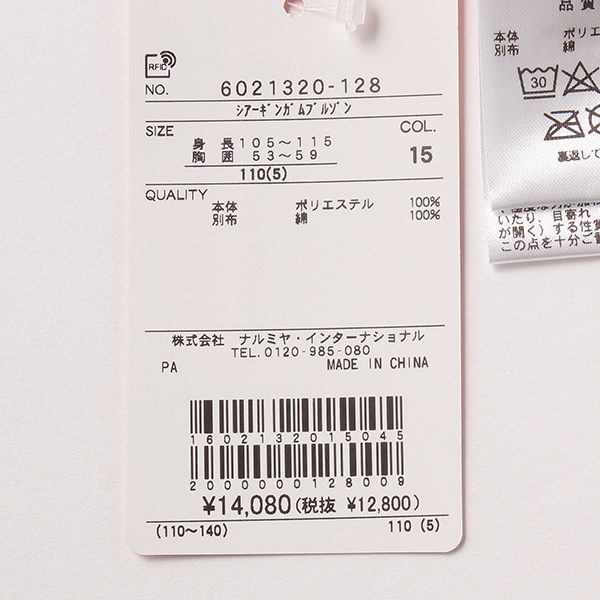 RFID
NO. 6021320-128
ｼｱｰｷﾞﾝｶﾞﾑﾌﾞﾙｿﾞﾝ
SIZE COL.
身長 105～115
胸囲 53～59 15
110(5)
QUALITY
本体 ポリエステル 100%
別布 綿 100%
株式会社 ナルミヤ・インターナショナル
TEL.0120-985-080
PA MADE IN CHINA
1602132015045
2000000128009
¥14,080(税抜 ¥12,800)
(110～140) 110 (5)
品質
本体 ポリエ
別布 綿
30
裏返して
いたり、目寄れ
が開く）する性質
この点を十分ご